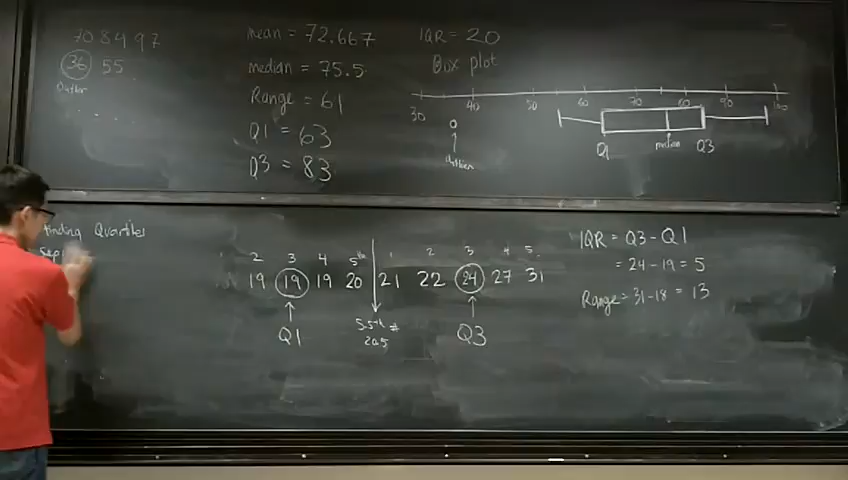 70 84 97
36 55
Outlier
mean = 72.667
median = 75.5
Range = 61
Q1 = 63
Q3 = 83
IQR = 20
Box plot
30 40 50 60 70 80 90 100
Outlier
Q1 median Q3
Finding Quartiles
2 3 4 5th 1 2 3 4 5
19 19 19 20 21 22 24 27 31
Q1
5.5th #
20.5
Q3
IQR = Q3 - Q1
= 24 - 19 = 5
Range = 31 - 18 = 13